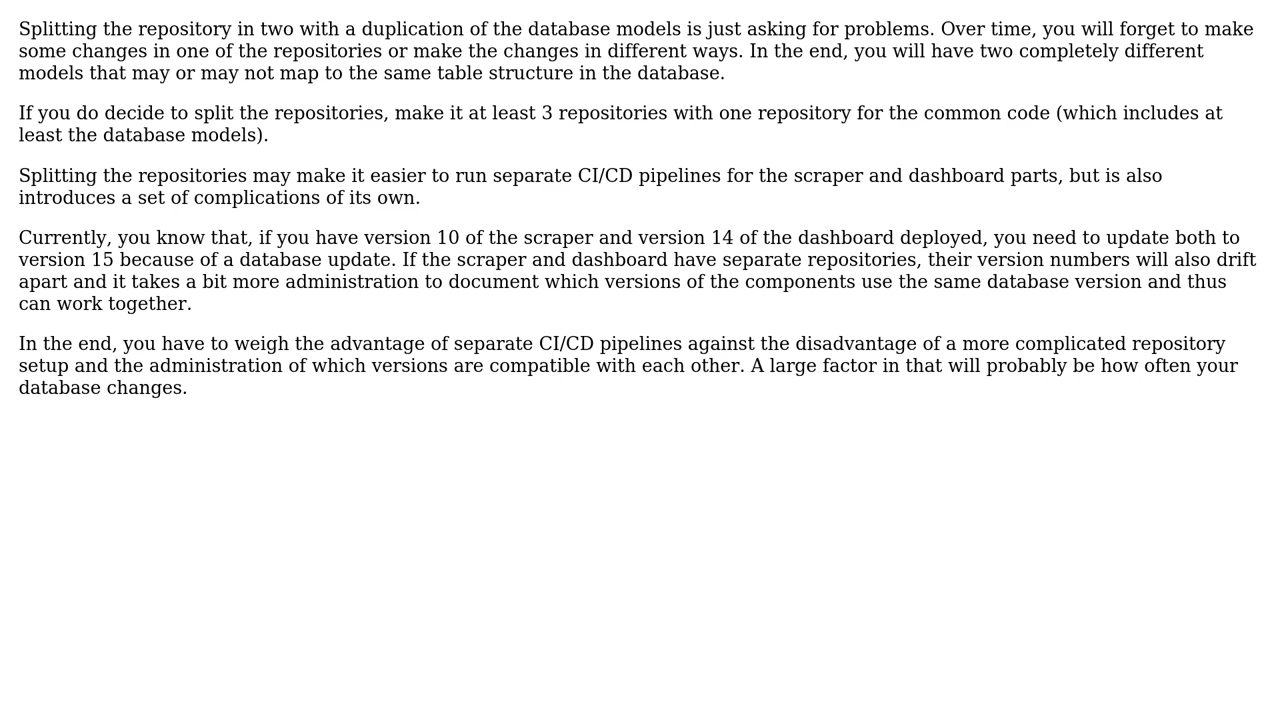 Splitting the repository in two with a duplication of the database models is just asking for problems. Over time, you will forget to make
some changes in one of the repositories or make the changes in different ways. In the end, you will have two completely different
models that may or may not map to the same table structure in the database.
If you do decide to split the repositories, make it at least 3 repositories with one repository for the common code (which includes at
least the database models).
Splitting the repositories may make it easier to run separate CI/CD pipelines for the scraper and dashboard parts, but is also
introduces a set of complications of its own.
Currently, you know that, if you have version 10 of the scraper and version 14 of the dashboard deployed, you need to update both to
version 15 because of a database update. If the scraper and dashboard have separate repositories, their version numbers will also drift
apart and it takes a bit more administration to document which versions of the components use the same database version and thus
can work together.
In the end, you have to weigh the advantage of separate CI/CD pipelines against the disadvantage of a more complicated repository
setup and the administration of which versions are compatible with each other. A large factor in that will probably be how often your
database changes.